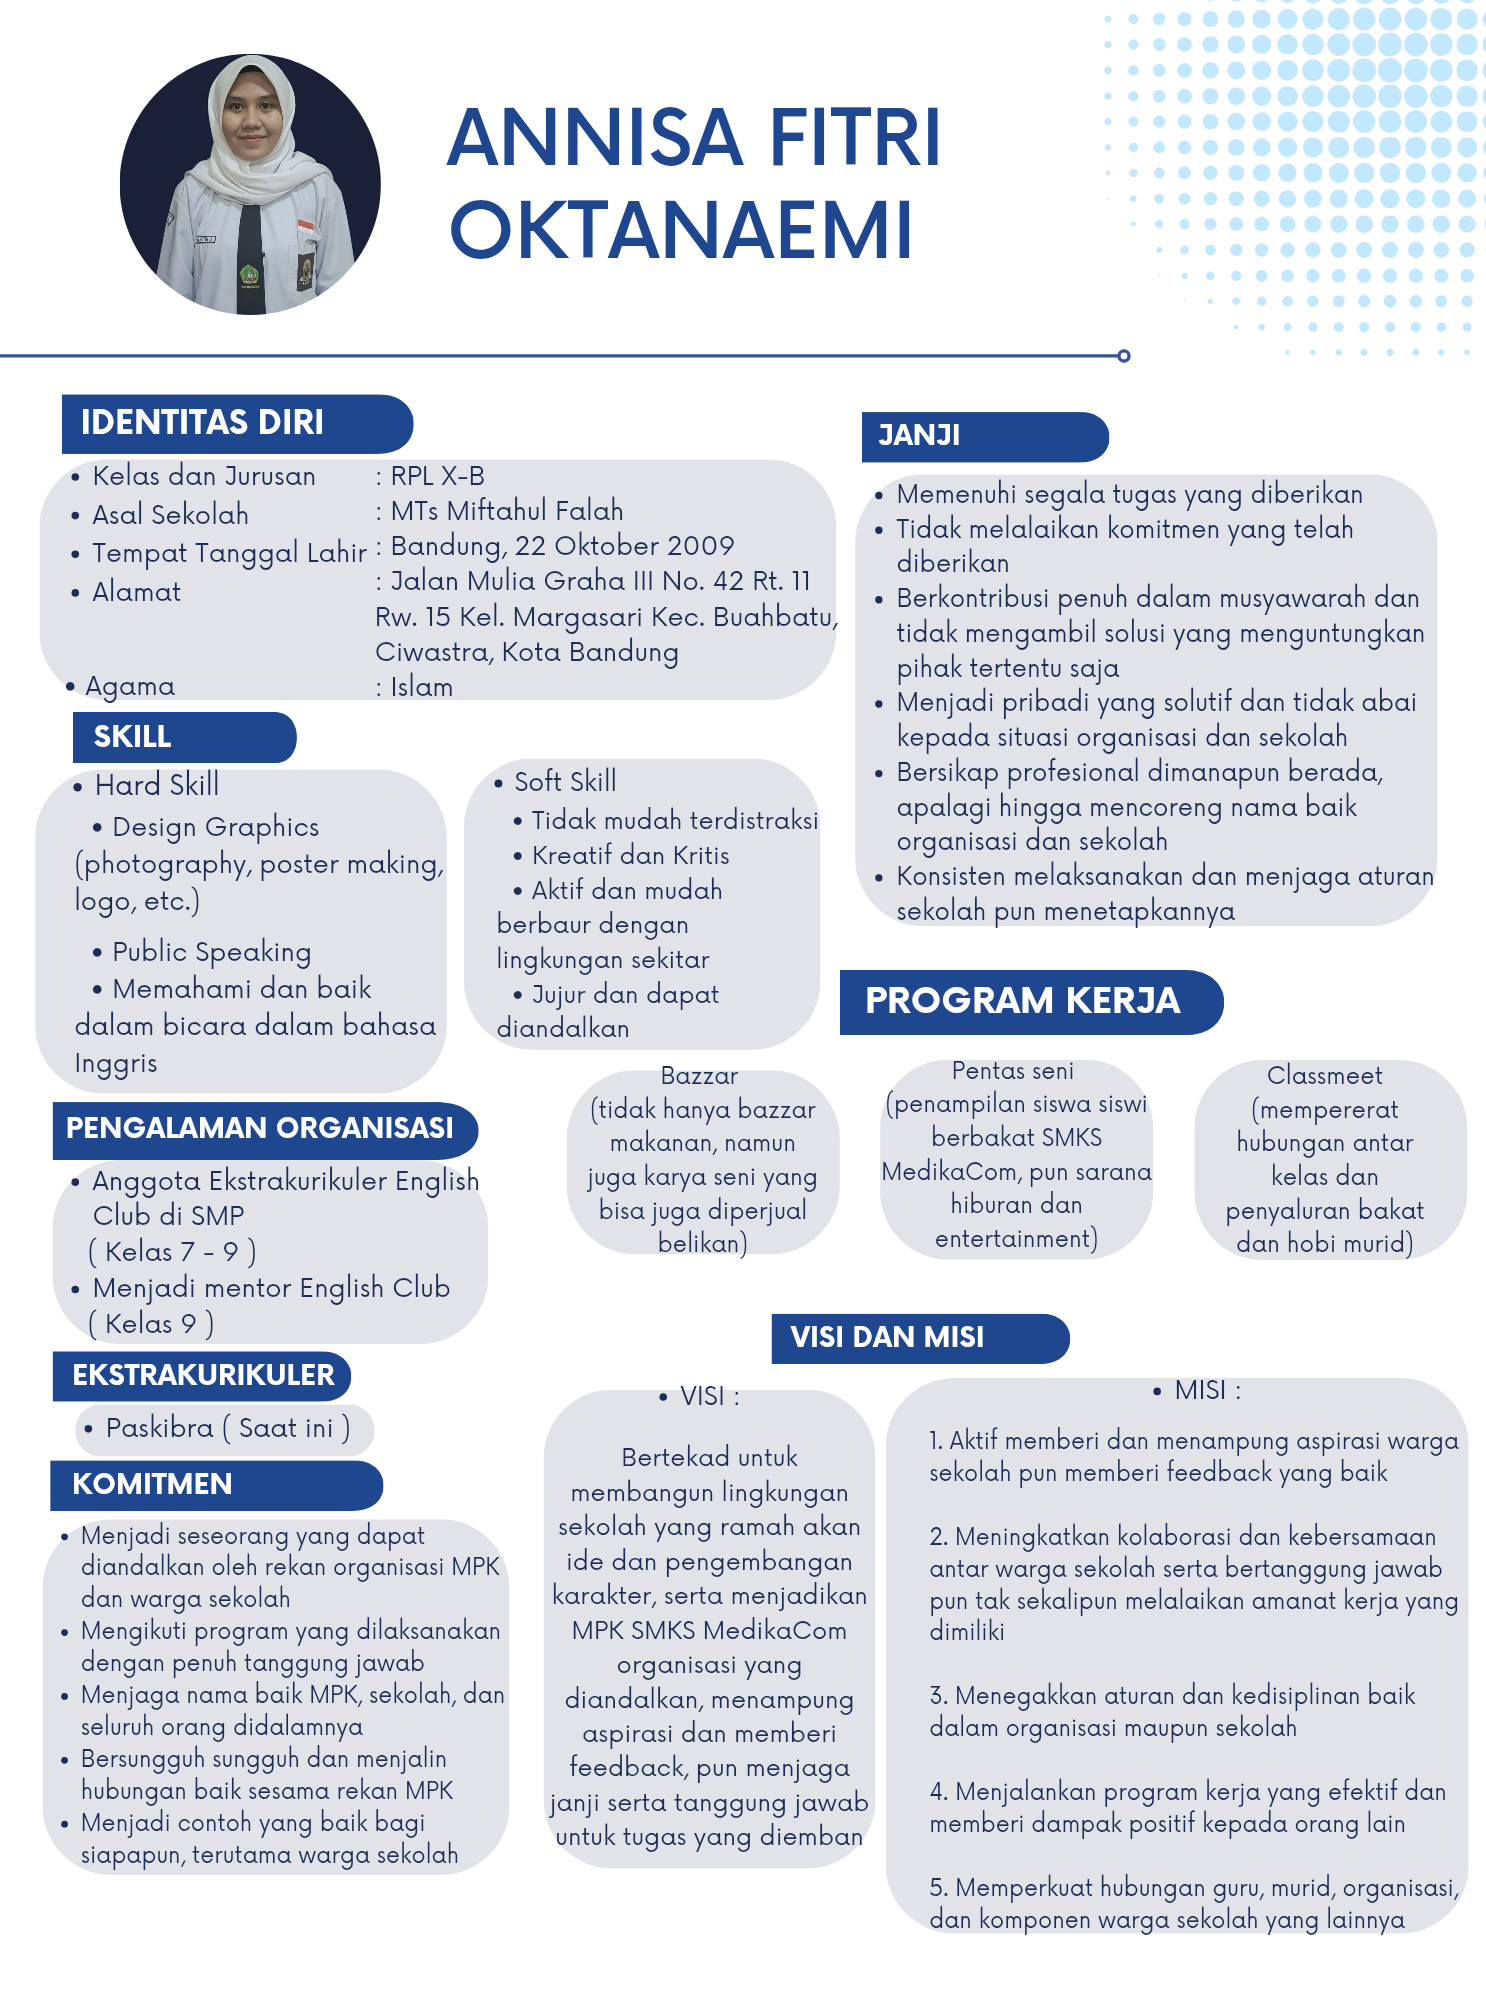 ANNISA FITRI
OKTANAEMI
IDENTITAS DIRI
• Kelas dan Jurusan : RPL X-B
• Asal Sekolah : MTs Miftahul Falah
• Tempat Tanggal Lahir : Bandung, 22 Oktober 2009
• Alamat : Jalan Mulia Graha III No. 42 Rt. 11
Rw. 15 Kel. Margasari Kec. Buahbatu,
Ciwastra, Kota Bandung
• Agama : Islam
SKILL
• Hard Skill
• Design Graphics
(photography, poster making,
logo, etc.)
• Public Speaking
• Memahami dan baik
dalam bicara dalam bahasa
Inggris
• Soft Skill
• Tidak mudah terdistraksi
• Kreatif dan Kritis
• Aktif dan mudah
berbaur dengan
lingkungan sekitar
• Jujur dan dapat
diandalkan
PENGALAMAN ORGANISASI
• Anggota Ekstrakurikuler English
Club di SMP
( Kelas 7 - 9 )
• Menjadi mentor English Club
( Kelas 9 )
EKSTRAKURIKULER
• Paskibra ( Saat ini )
KOMITMEN
• Menjadi seseorang yang dapat
diandalkan oleh rekan organisasi MPK
dan warga sekolah
• Mengikuti program yang dilaksanakan
dengan penuh tanggung jawab
• Menjaga nama baik MPK, sekolah, dan
seluruh orang didalamnya
• Bersungguh sungguh dan menjalin
hubungan baik sesama rekan MPK
• Menjadi contoh yang baik bagi
siapapun, terutama warga sekolah
JANJI
• Memenuhi segala tugas yang diberikan
• Tidak melalaikan komitmen yang telah
diberikan
• Berkontribusi penuh dalam musyawarah dan
tidak mengambil solusi yang menguntungkan
pihak tertentu saja
• Menjadi pribadi yang solutif dan tidak abai
kepada situasi organisasi dan sekolah
• Bersikap profesional dimanapun berada,
apalagi hingga mencoreng nama baik
organisasi dan sekolah
• Konsisten melaksanakan dan menjaga aturan
sekolah pun menetapkannya
PROGRAM KERJA
Bazzar
(tidak hanya bazzar
makanan, namun
juga karya seni yang
bisa juga diperjual
belikan)
Pentas seni
(penampilan siswa siswi
berbakat SMKS
MedikaCom, pun sarana
hiburan dan
entertainment)
Classmeet
(mempererat
hubungan antar
kelas dan
penyaluran bakat
dan hobi murid)
VISI DAN MISI
• VISI :
Bertekad untuk
membangun lingkungan
sekolah yang ramah akan
ide dan pengembangan
karakter, serta menjadikan
MPK SMKS MedikaCom
organisasi yang
diandalkan, menampung
aspirasi dan memberi
feedback, pun menjaga
janji serta tanggung jawab
untuk tugas yang diemban
• MISI :
1. Aktif memberi dan menampung aspirasi warga
sekolah pun memberi feedback yang baik
2. Meningkatkan kolaborasi dan kebersamaan
antar warga sekolah serta bertanggung jawab
pun tak sekalipun melalaikan amanat kerja yang
dimiliki
3. Menegakkan aturan dan kedisiplinan baik
dalam organisasi maupun sekolah
4. Menjalankan program kerja yang efektif dan
memberi dampak positif kepada orang lain
5. Memperkuat hubungan guru, murid, organisasi,
dan komponen warga sekolah yang lainnya